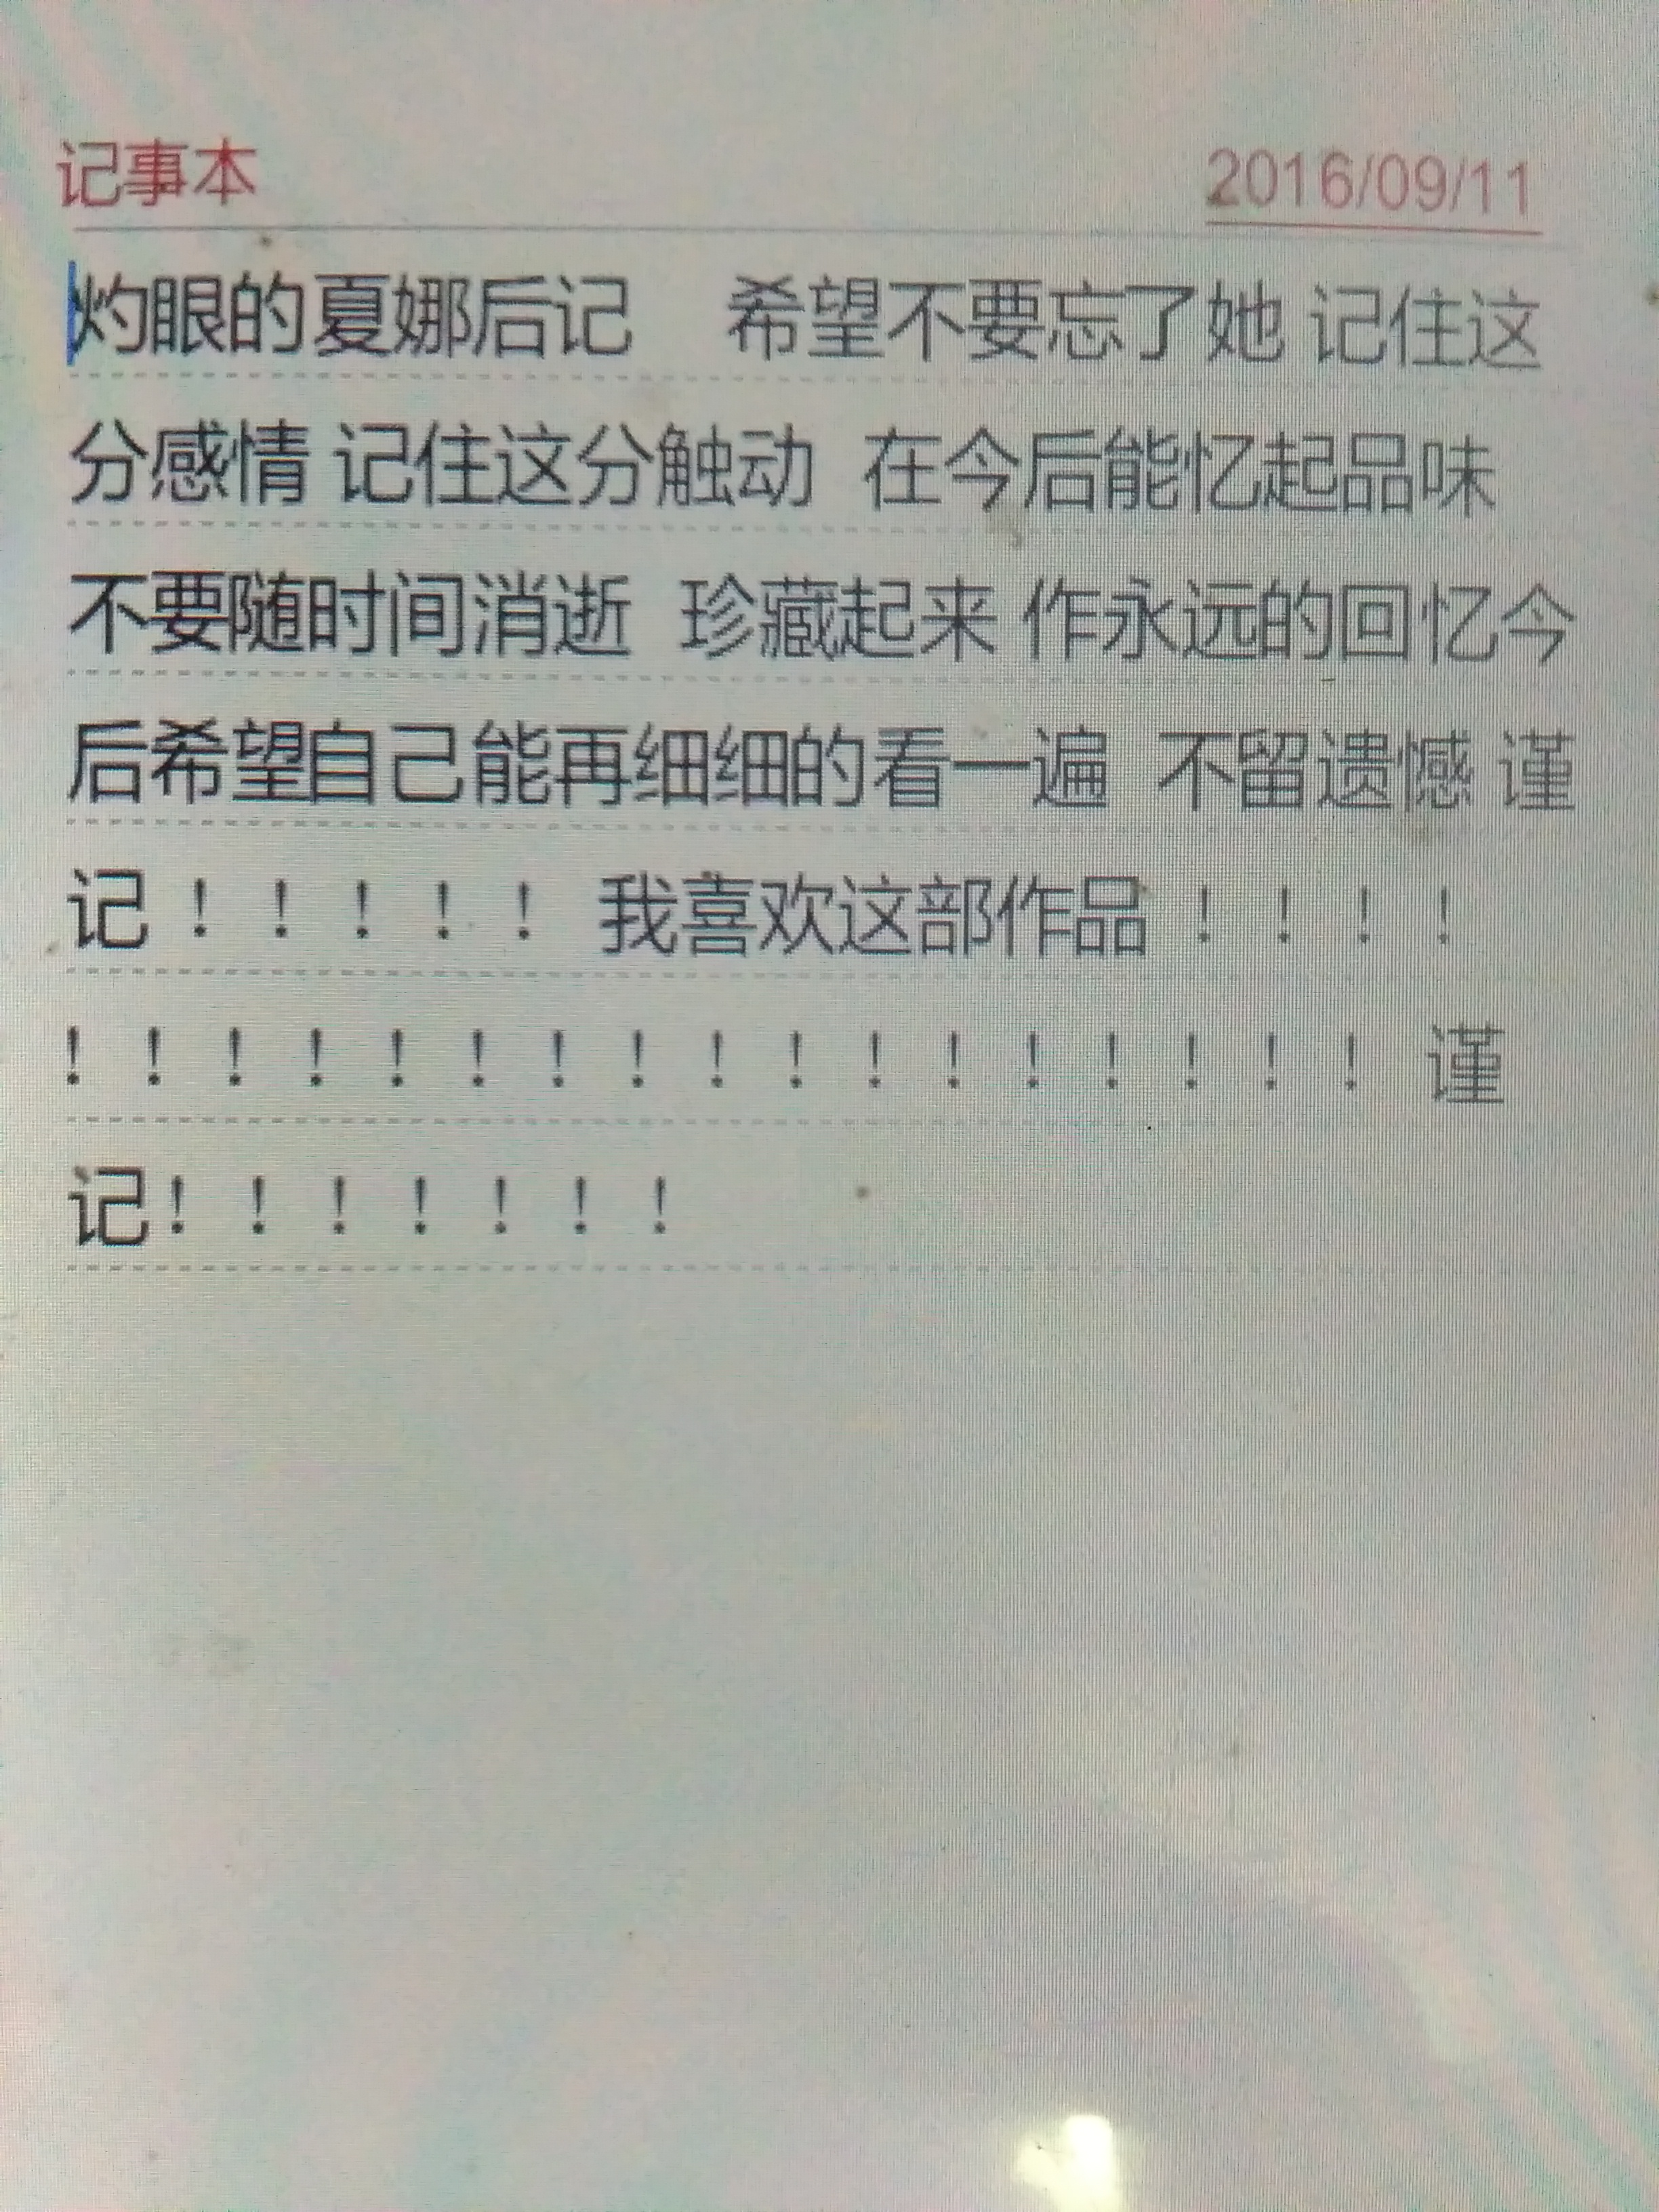 记事本 2016/09/11
灼眼的夏娜后记 希望不要忘了她 记住这
分感情 记住这分触动 在今后能忆起品味
不要随时间消逝 珍藏起来 作永远的回忆今
后希望自己能再细细的看一遍 不留遗憾 谨
记！！！！！ 我喜欢这部作品！！！！
！！！！！！！！！！！！！！！！！谨
记！！！！！！！